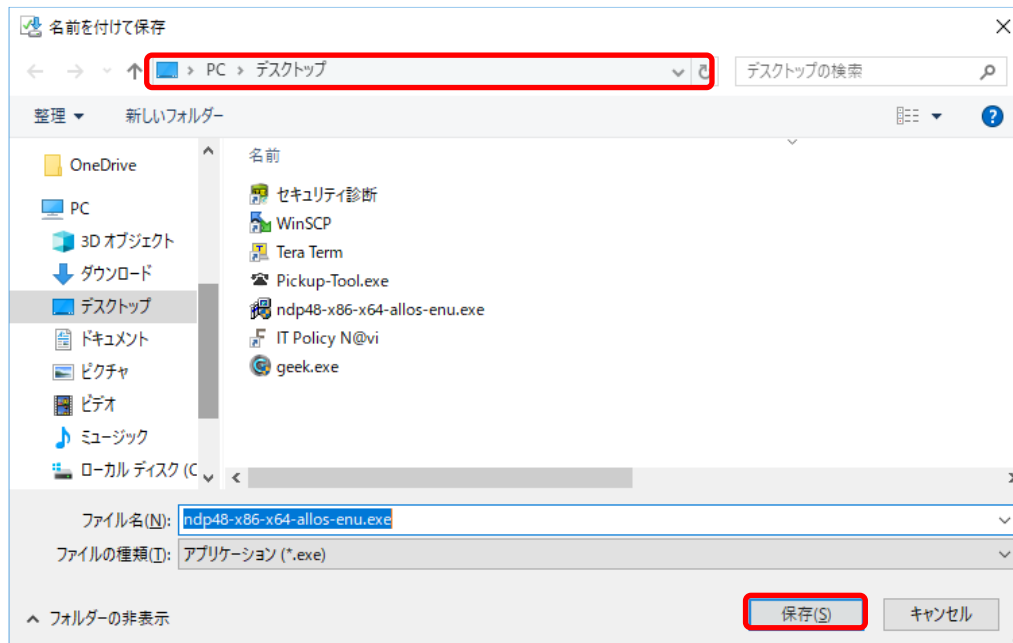 名前を付けて保存
PC › デスクトップ
デスクトップの検索
整理
新しいフォルダー
OneDrive
PC
3D オブジェクト
ダウンロード
デスクトップ
ドキュメント
ピクチャ
ビデオ
ミュージック
ローカル ディスク (C
名前
セキュリティ診断
WinSCP
Tera Term
Pickup-Tool.exe
ndp48-x86-x64-allos-enu.exe
IT Policy N@vi
geek.exe
ファイル名(N): ndp48-x86-x64-allos-enu.exe
ファイルの種類(T): アプリケーション (*.exe)
フォルダーの非表示
保存(S)
キャンセル